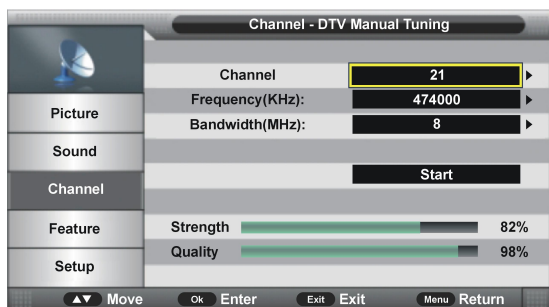 Channel - DTV Manual Tuning
Channel 21
Frequency(KHz): 474000
Bandwidth(MHz): 8
Start
Strength 82%
Quality 98%
Picture
Sound
Channel
Feature
Setup
Move Ok Enter Exit Exit Menu Return